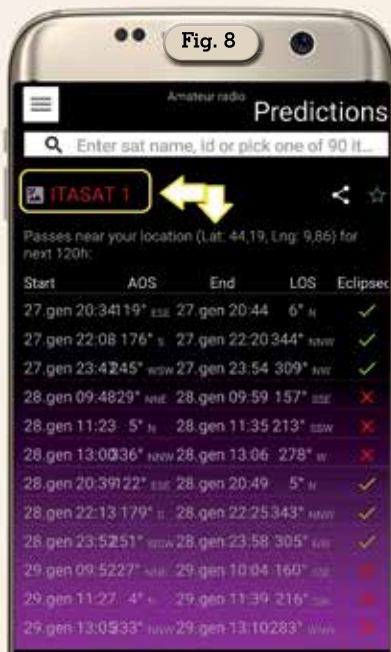 Fig. 8
Amateur radio
Predictions
Enter sat name, id or pick one of 90 it...
ITASAT 1
Passes near your location (Lat: 44,19, Lng: 9,86) for
next 120h:
Start AOS End LOS Eclipsed
27.gen 20:34 119° ESE 27.gen 20:44 6° N
27.gen 22:08 176° S 27.gen 22:20 344° NNW
27.gen 23:42 245° WSW 27.gen 23:54 309° NW
28.gen 09:48 29° NNE 28.gen 09:59 157° SSE
28.gen 11:23 5° N 28.gen 11:35 213° SSW
28.gen 13:00 336° NNW 28.gen 13:06 278° W
28.gen 20:39 122° ESE 28.gen 20:49 5° N
28.gen 22:13 179° S 28.gen 22:25 343° NNW
28.gen 23:52 251° WSW 28.gen 23:58 305° NW
29.gen 09:52 27° NNE 29.gen 10:04 160° SSE
29.gen 11:27 4° N 29.gen 11:39 216° SW
29.gen 13:05 333° NNW 29.gen 13:10 283° WNW